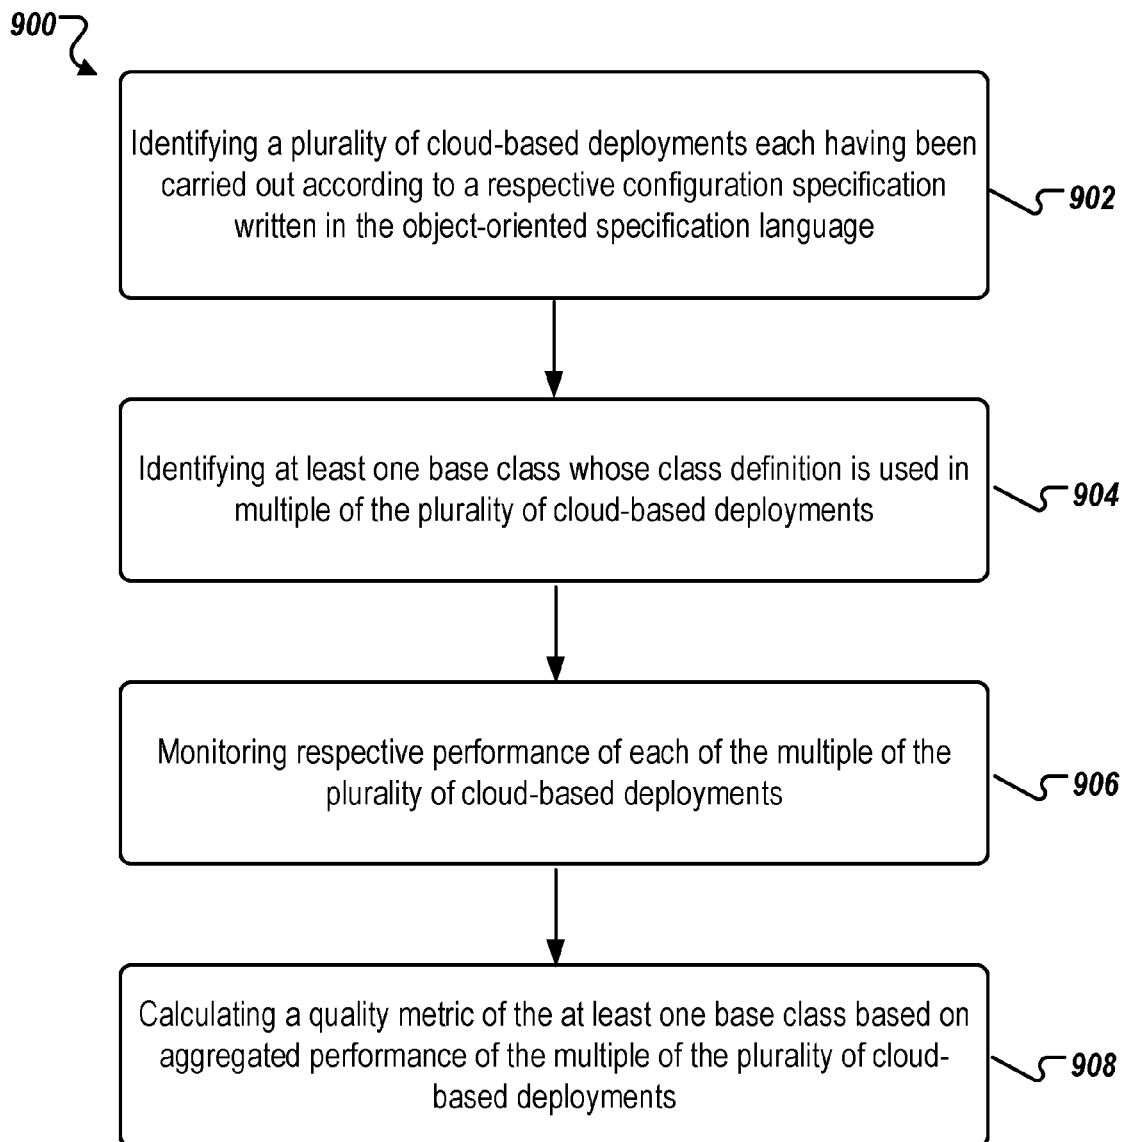 900
Identifying a plurality of cloud-based deployments each having been
carried out according to a respective configuration specification
written in the object-oriented specification language
902
Identifying at least one base class whose class definition is used in
multiple of the plurality of cloud-based deployments
904
Monitoring respective performance of each of the multiple of the
plurality of cloud-based deployments
906
Calculating a quality metric of the at least one base class based on
aggregated performance of the multiple of the plurality of cloud-
based deployments
908